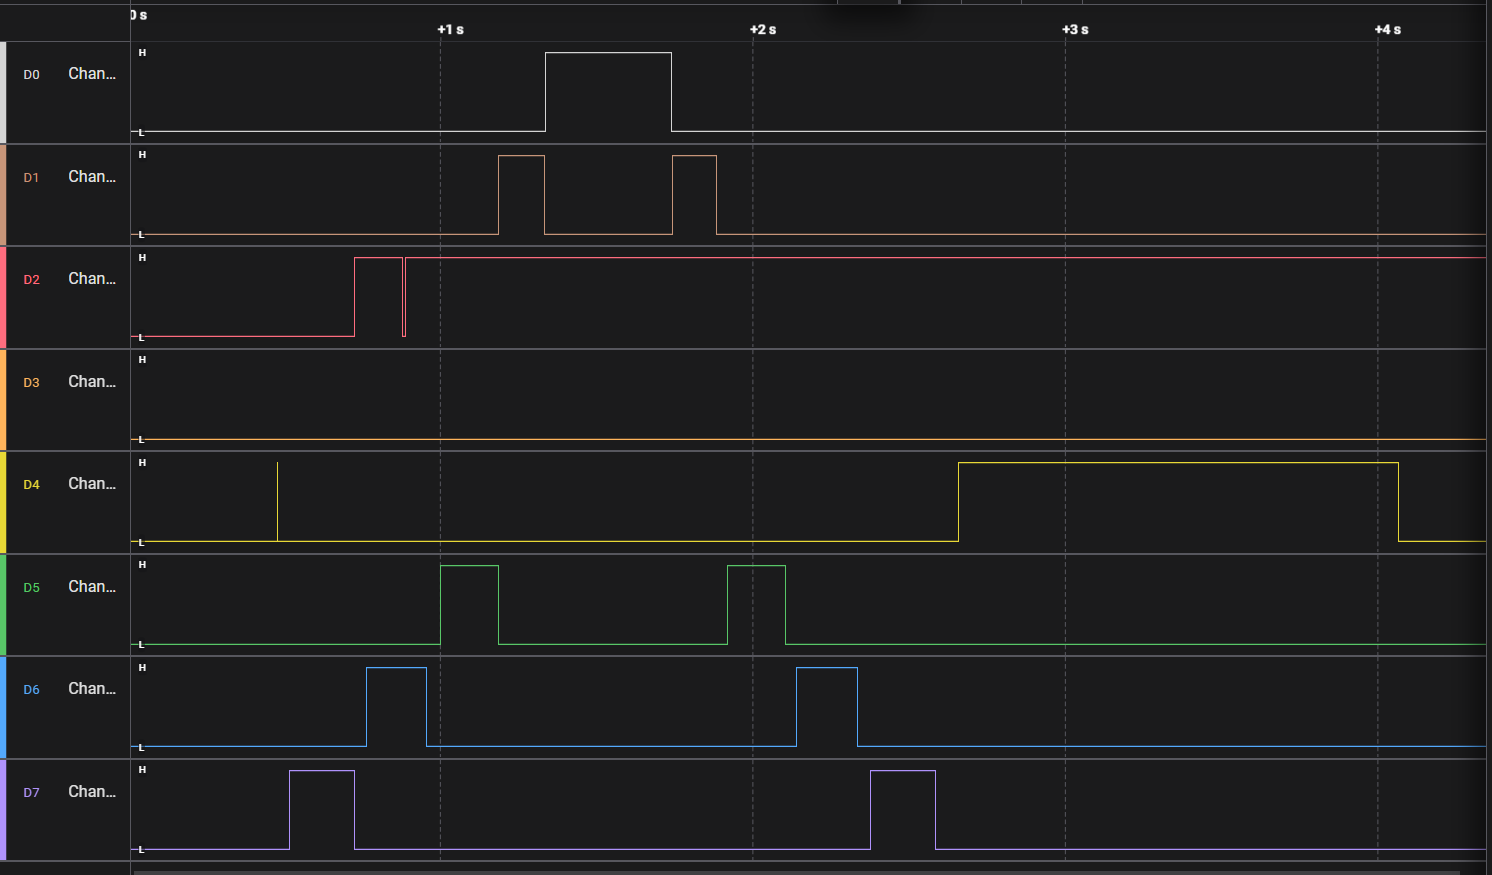 0 s
+1 s +2 s +3 s +4 s
H
D0 Chan...
L
H
D1 Chan...
L
H
D2 Chan...
L
H
D3 Chan...
L
H
D4 Chan...
L
H
D5 Chan...
L
H
D6 Chan...
L
H
D7 Chan...
L